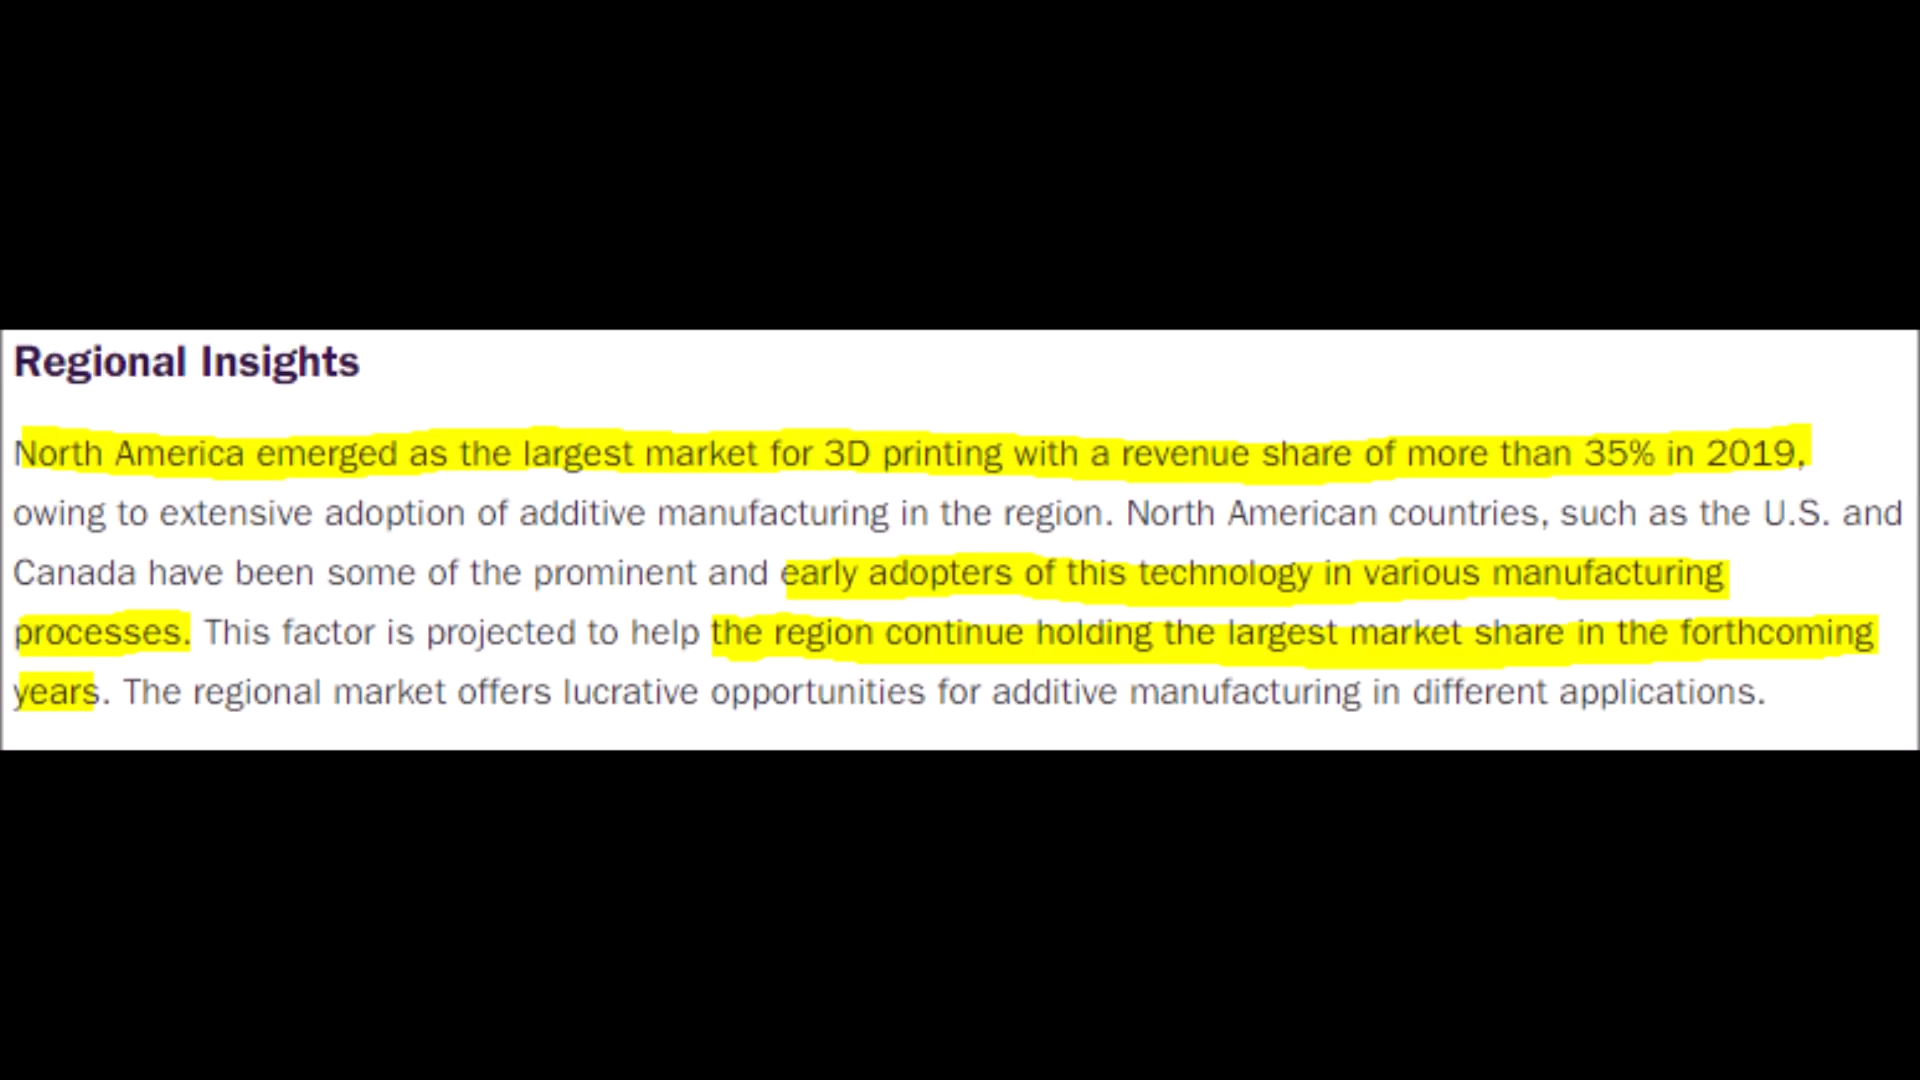 Regional Insights
North America emerged as the largest market for 3D printing with a revenue share of more than 35% in 2019,
owing to extensive adoption of additive manufacturing in the region. North American countries, such as the U.S. and
Canada have been some of the prominent and early adopters of this technology in various manufacturing
processes. This factor is projected to help the region continue holding the largest market share in the forthcoming
years. The regional market offers lucrative opportunities for additive manufacturing in different applications.